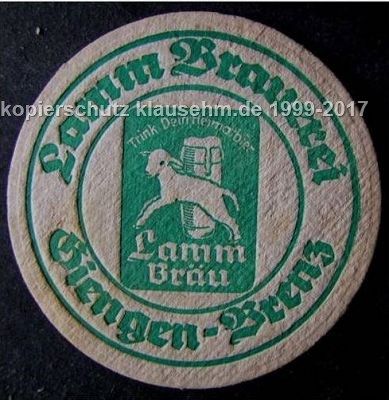 Lamm Brauerei
kopierschutz klausehm.de 1999-2017
Trink Dein Heimatbier
Lamm
Bräu
Giengen-Brenz